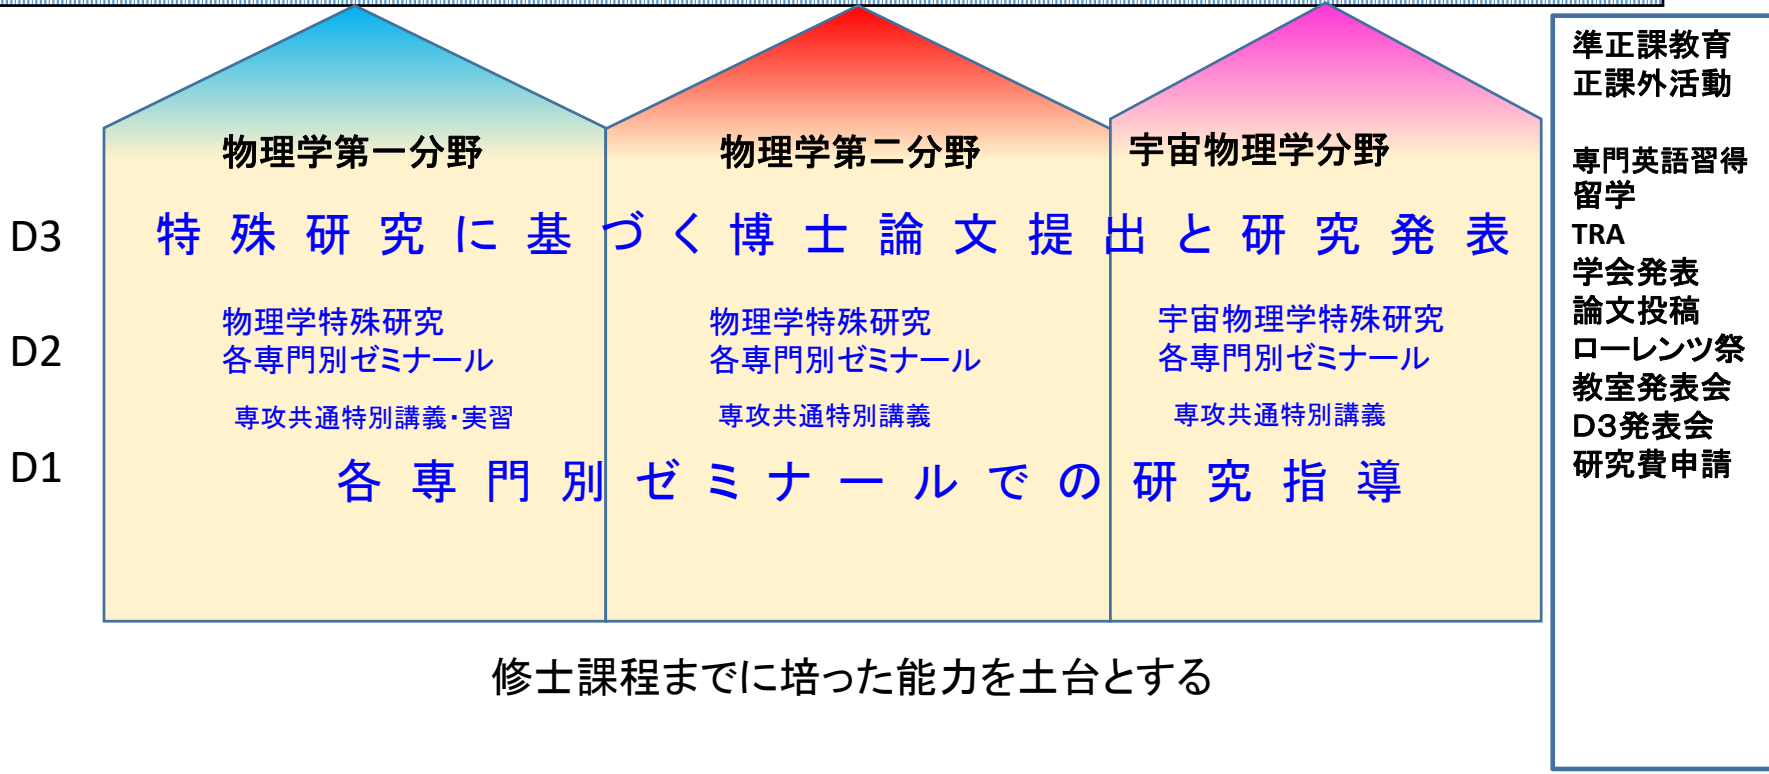 物理学第一分野
物理学第二分野
宇宙物理学分野
D3
特殊研究に基づく博士論文提出と研究発表
D2
物理学特殊研究
各専門別ゼミナール
専攻共通特別講義・実習
物理学特殊研究
各専門別ゼミナール
専攻共通特別講義
宇宙物理学特殊研究
各専門別ゼミナール
専攻共通特別講義
D1
各専門別ゼミナールでの研究指導
修士課程までに培った能力を土台とする
準正課教育
正課外活動
専門英語習得
留学
TRA
学会発表
論文投稿
ローレンツ祭
教室発表会
D3発表会
研究費申請